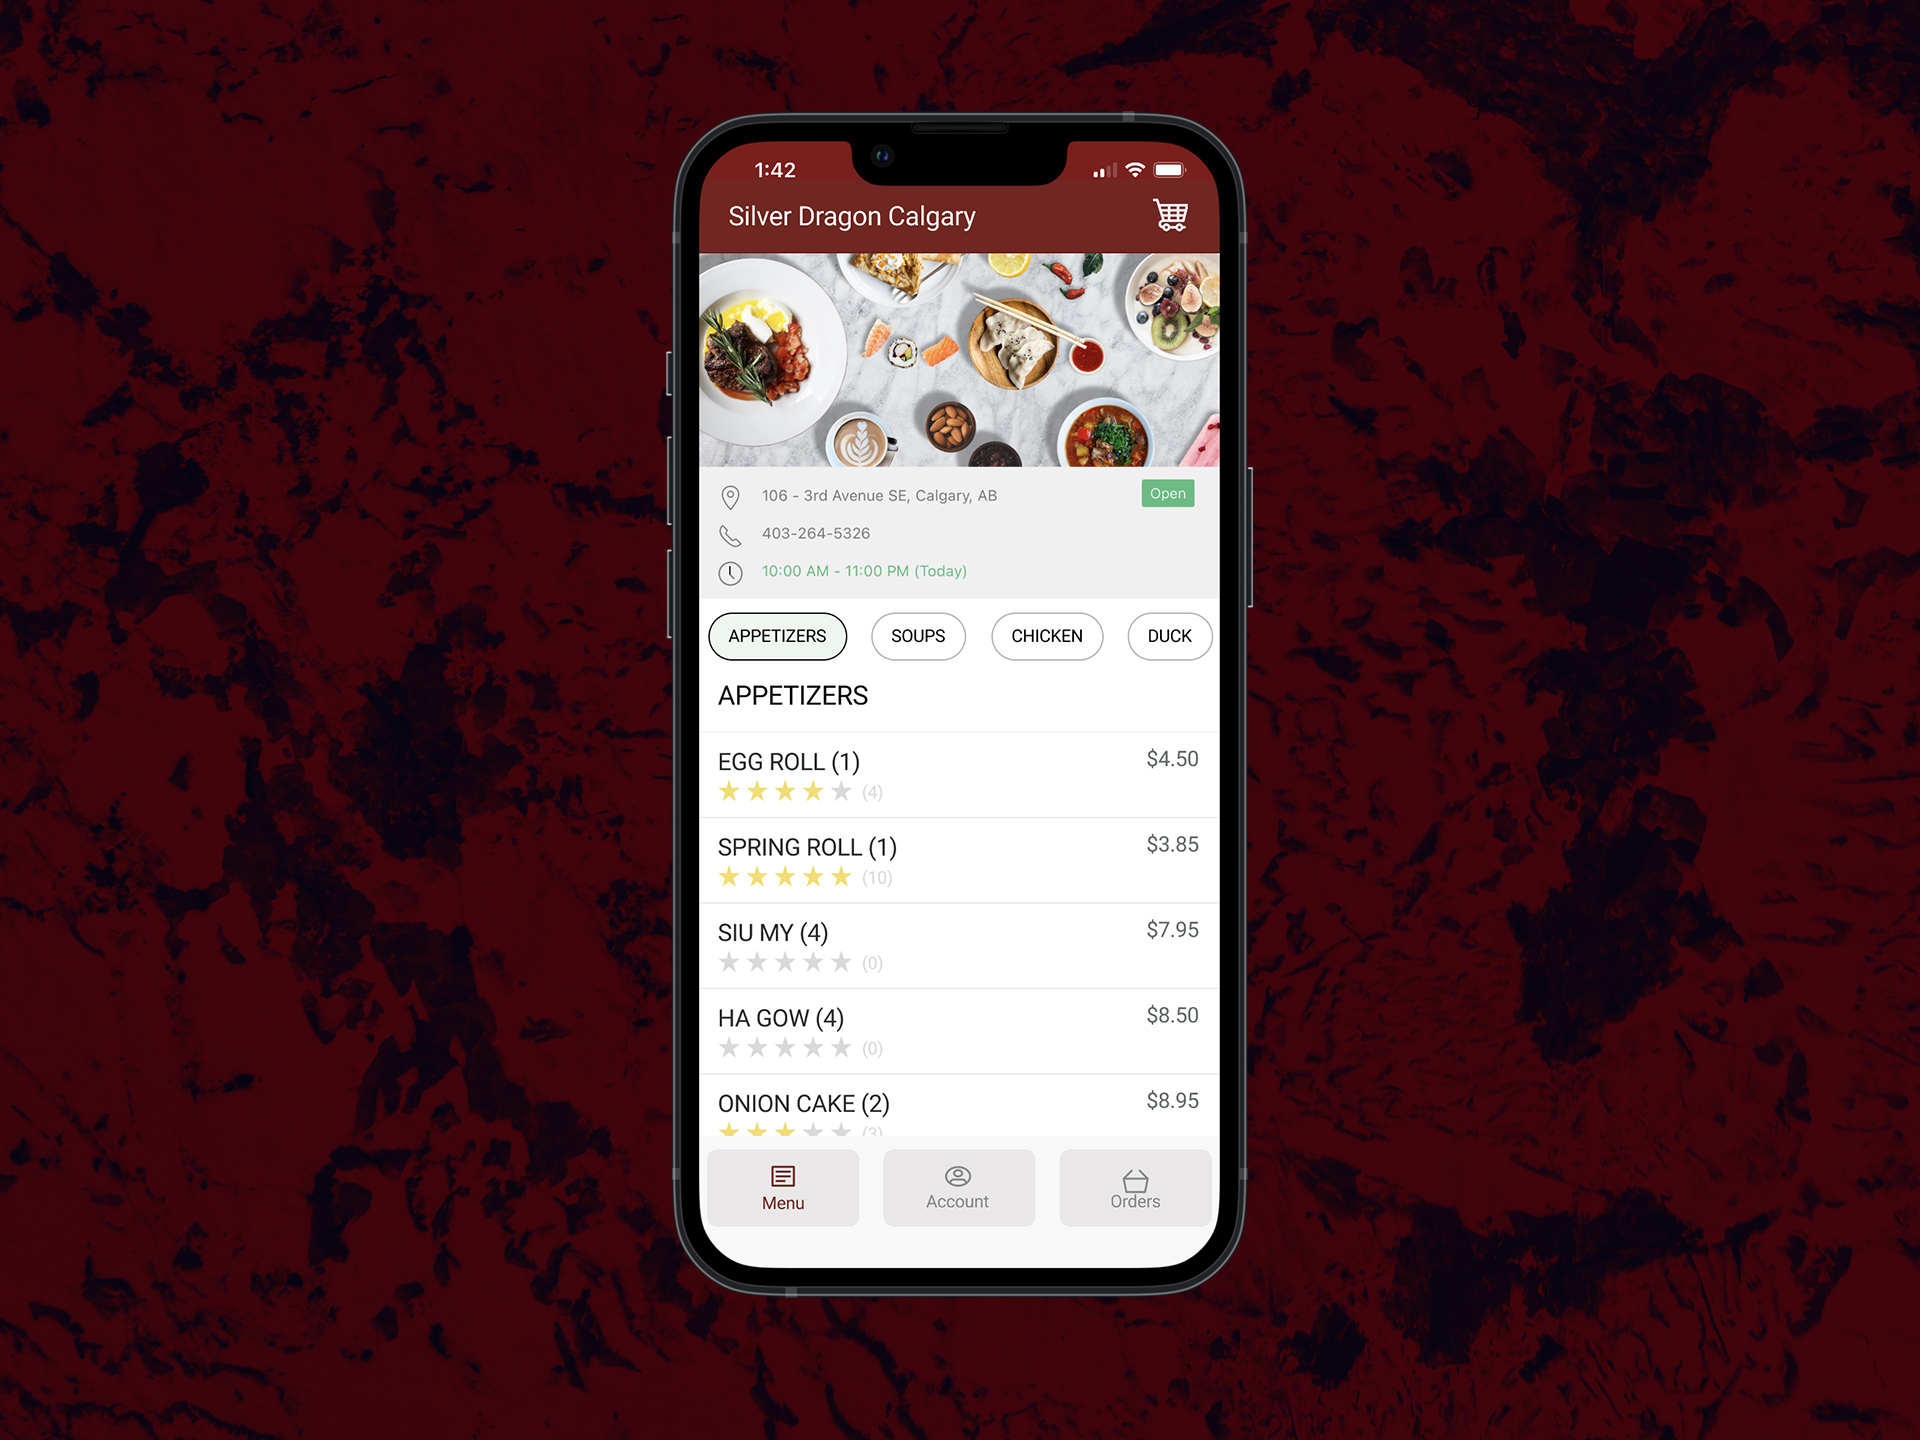 1:42
Silver Dragon Calgary
106 - 3rd Avenue SE, Calgary, AB
Open
403-264-5326
10:00 AM - 11:00 PM (Today)
APPETIZERS SOUPS CHICKEN DUCK
APPETIZERS
EGG ROLL (1) $4.50
(4)
SPRING ROLL (1) $3.85
(10)
SIU MY (4) $7.95
(0)
HA GOW (4) $8.50
(0)
ONION CAKE (2) $8.95
(3)
Menu Account Orders